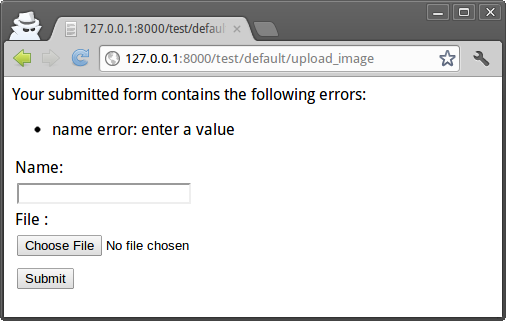 127.0.0.1:8000/test/defaul
127.0.0.1:8000/test/default/upload_image
Your submitted form contains the following errors:
name error: enter a value
Name:
File :
Choose File No file chosen
Submit